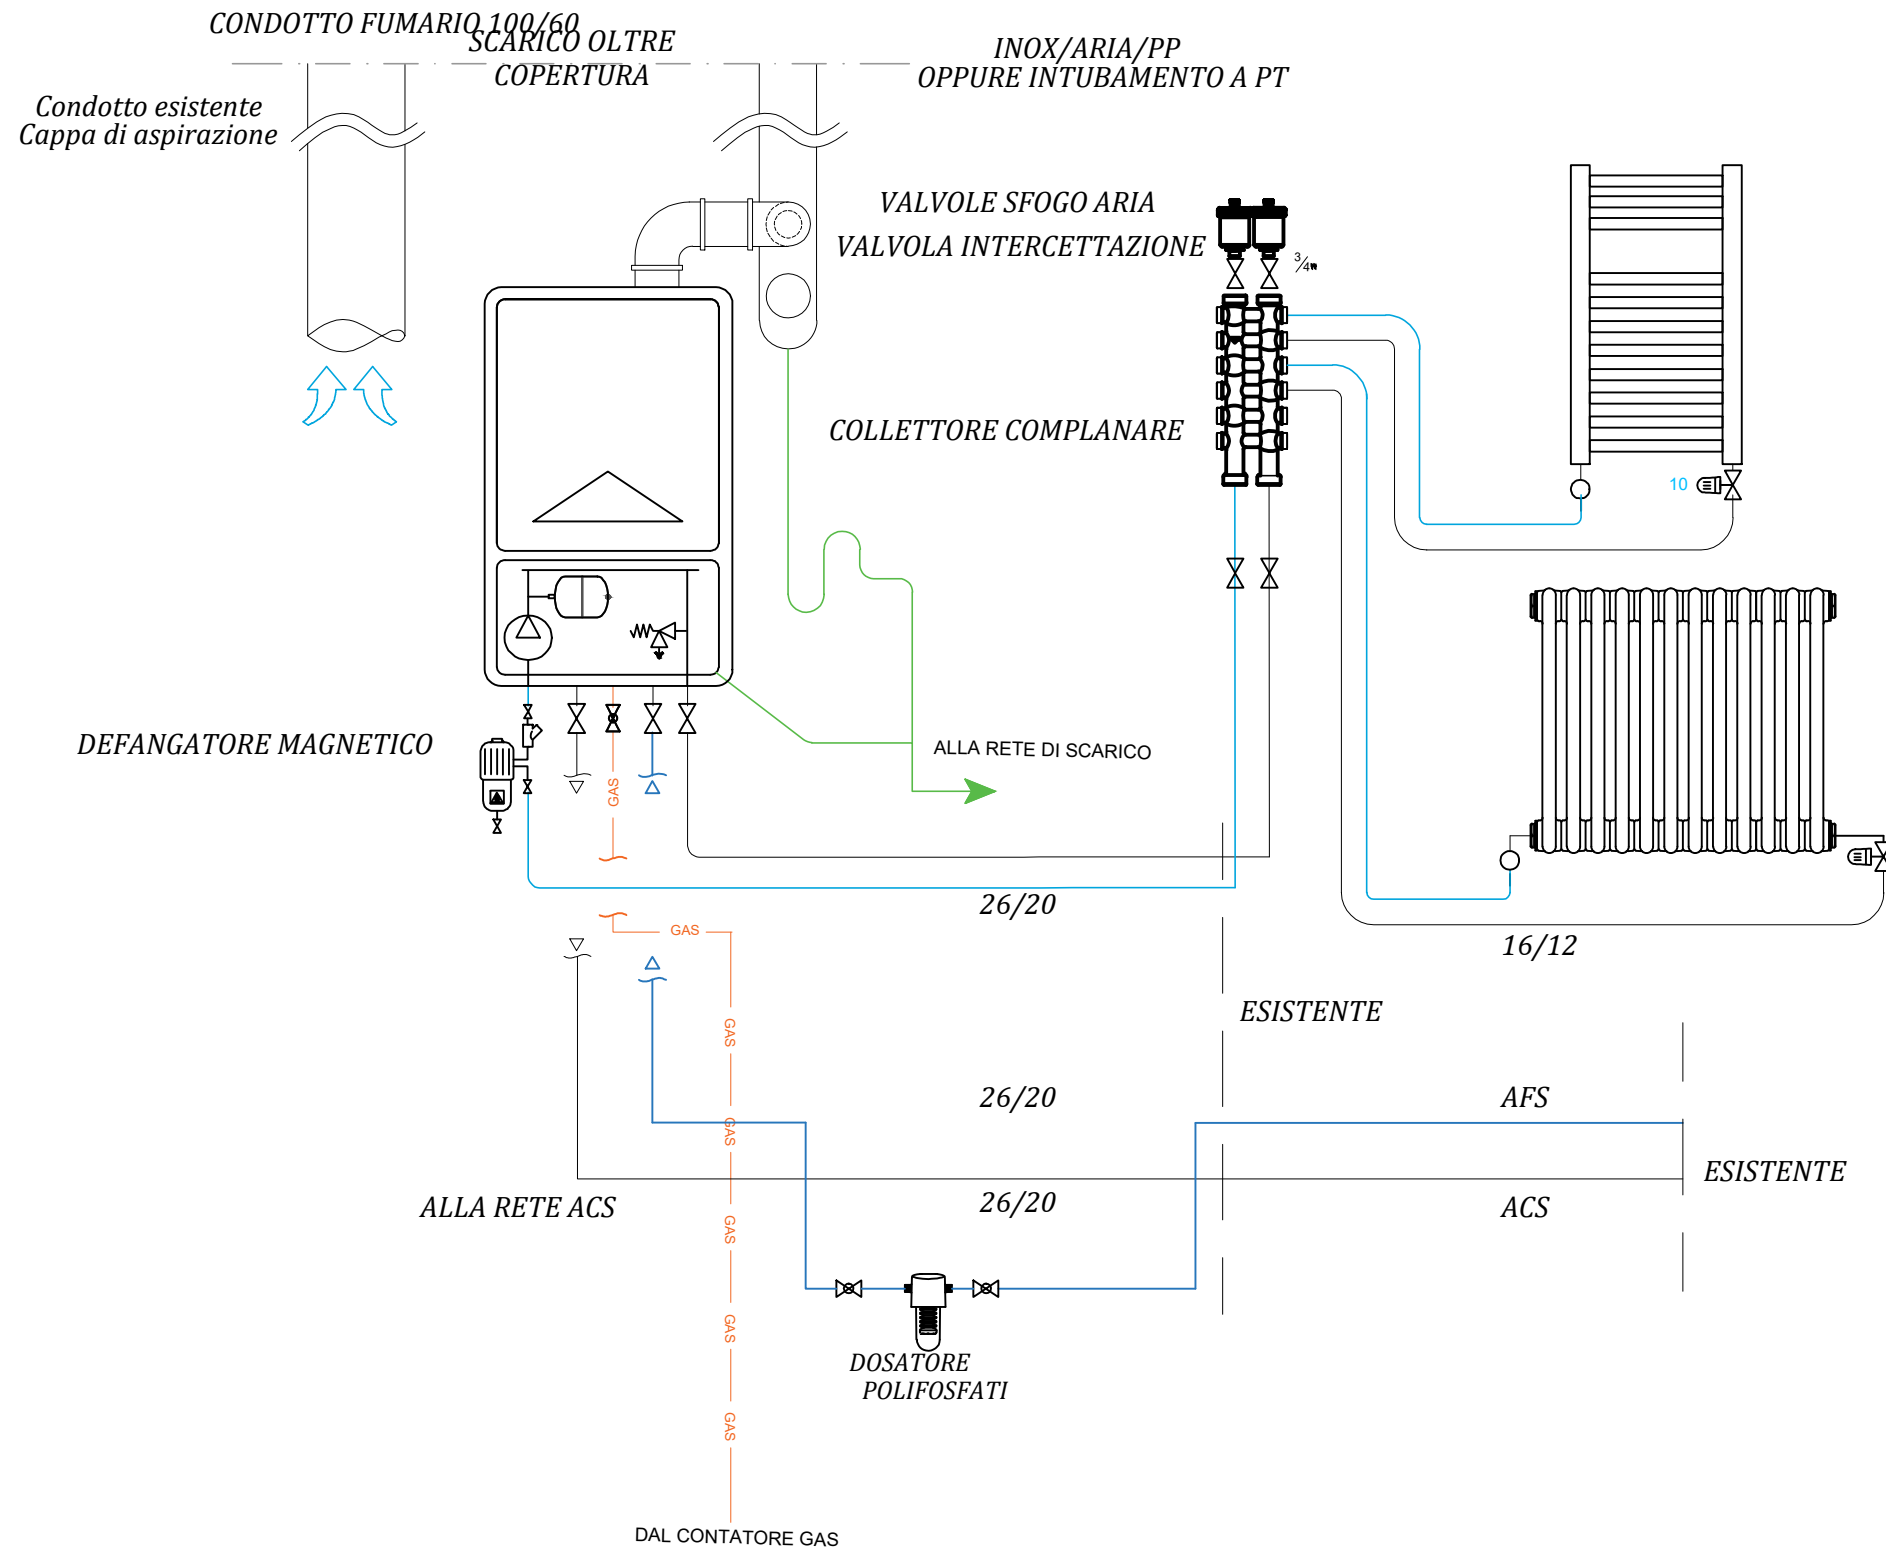 CONDOTTO FUMARIO 100/60
SCARICO OLTRE
COPERTURA
INOX/ARIA/PP
OPPURE INTUBAMENTO A PT
Condotto esistente
Cappa di aspirazione
VALVOLE SFOGO ARIA
VALVOLA INTERCETTAZIONE
3/4"
COLLETTORE COMPLANARE
10
DEFANGATORE MAGNETICO
ALLA RETE DI SCARICO
GAS
26/20
GAS
16/12
ESISTENTE
GAS
26/20
AFS
GAS
ESISTENTE
ALLA RETE ACS
26/20
ACS
GAS
GAS
DOSATORE
POLIFOSFATI
GAS
DAL CONTATORE GAS